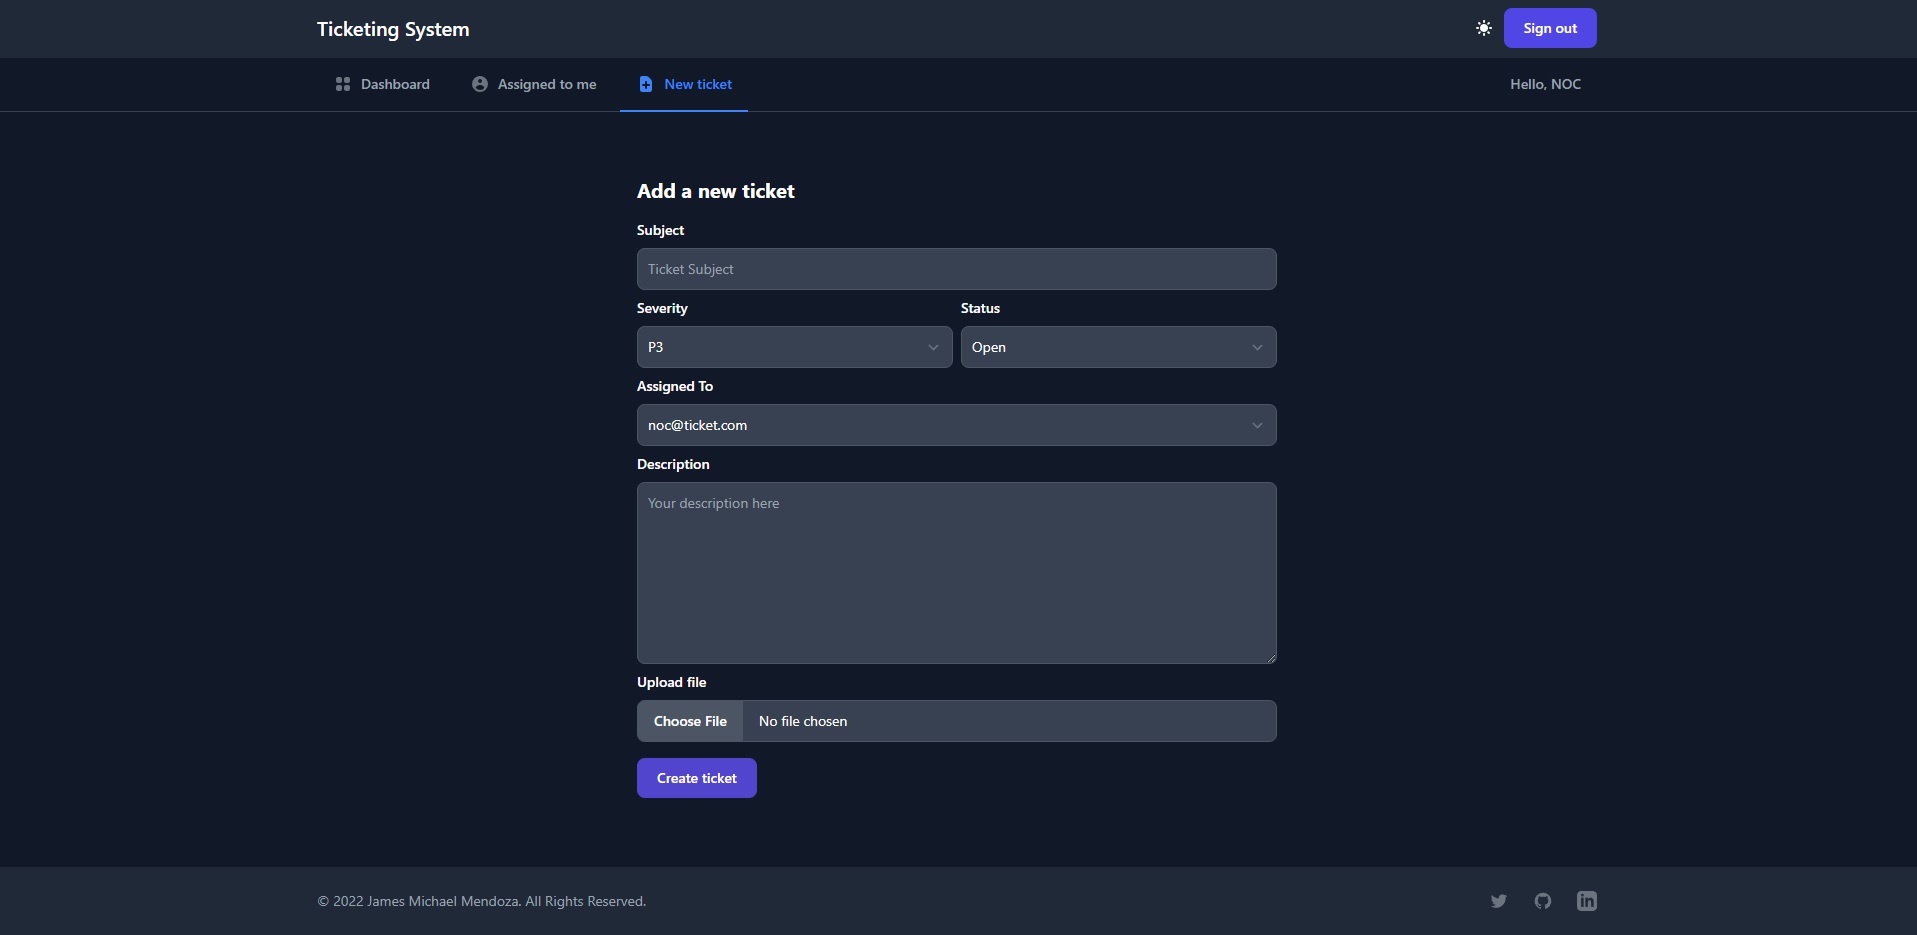 Ticketing System
Sign out
Dashboard
Assigned to me
New ticket
Hello, NOC
Add a new ticket
Subject
Ticket Subject
Severity
Status
P3
Open
Assigned To
noc@ticket.com
Description
Your description here
Upload file
Choose File
No file chosen
Create ticket
© 2022 James Michael Mendoza. All Rights Reserved.
in